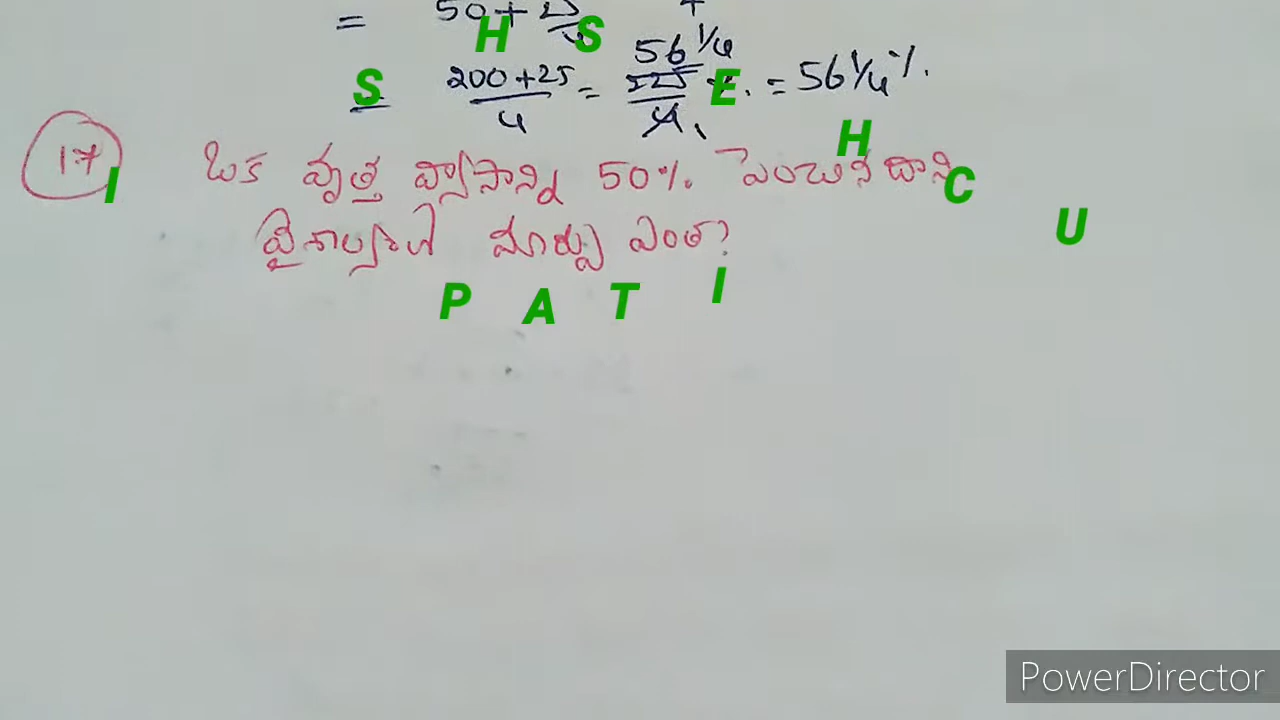 = 50 + 25/4
200 + 25 / 4 = 225 / 4 % = 56 1/4 %.
56 1/4
17 ఒక వృత్త వ్యాసాన్ని 50% పెంచిన దాని
వైశాల్యంలో మార్పు ఎంత?
H S
S E
H
I C
U
P A T I
PowerDirector